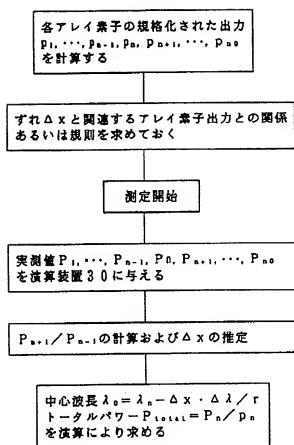 各アレイ素子の規格化された出力
p₁, ···, pₙ₋₁, pₙ, pₙ₊₁, ···, pₙ₀
を計算する
ずれΔxと関連するアレイ素子出力との関係
あるいは規則を求めておく
測定開始
実測値P₁, ···, Pₙ₋₁, Pn, Pₙ₊₁, ···, Pₙ₀
を演算装置30に与える
Pₙ₊₁／Pₙ₋₁の計算およびΔxの推定
中心波長λ₀＝λₙ－Δx・Δλ／r
トータルパワーPₜₒₜₐₗ＝Pₙ／pₙ
を演算により求める